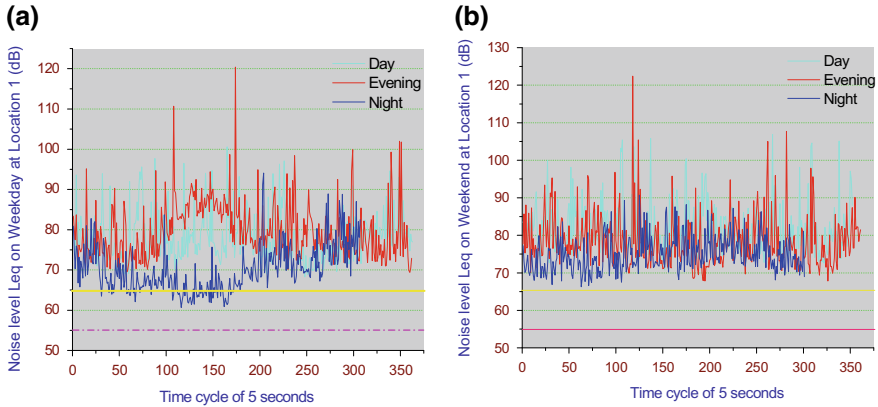 (a)
Noise level Leq on Weekday at Location 1 (dB)
120
110
100
90
80
70
60
50
0 50 100 150 200 250 300 350
Time cycle of 5 seconds
Day
Evening
Night
(b)
Noise level Leq on Weekend at Location 1 (dB)
130
120
110
100
90
80
70
60
50
0 50 100 150 200 250 300 350
Time cycle of 5 seconds
Day
Evening
Night